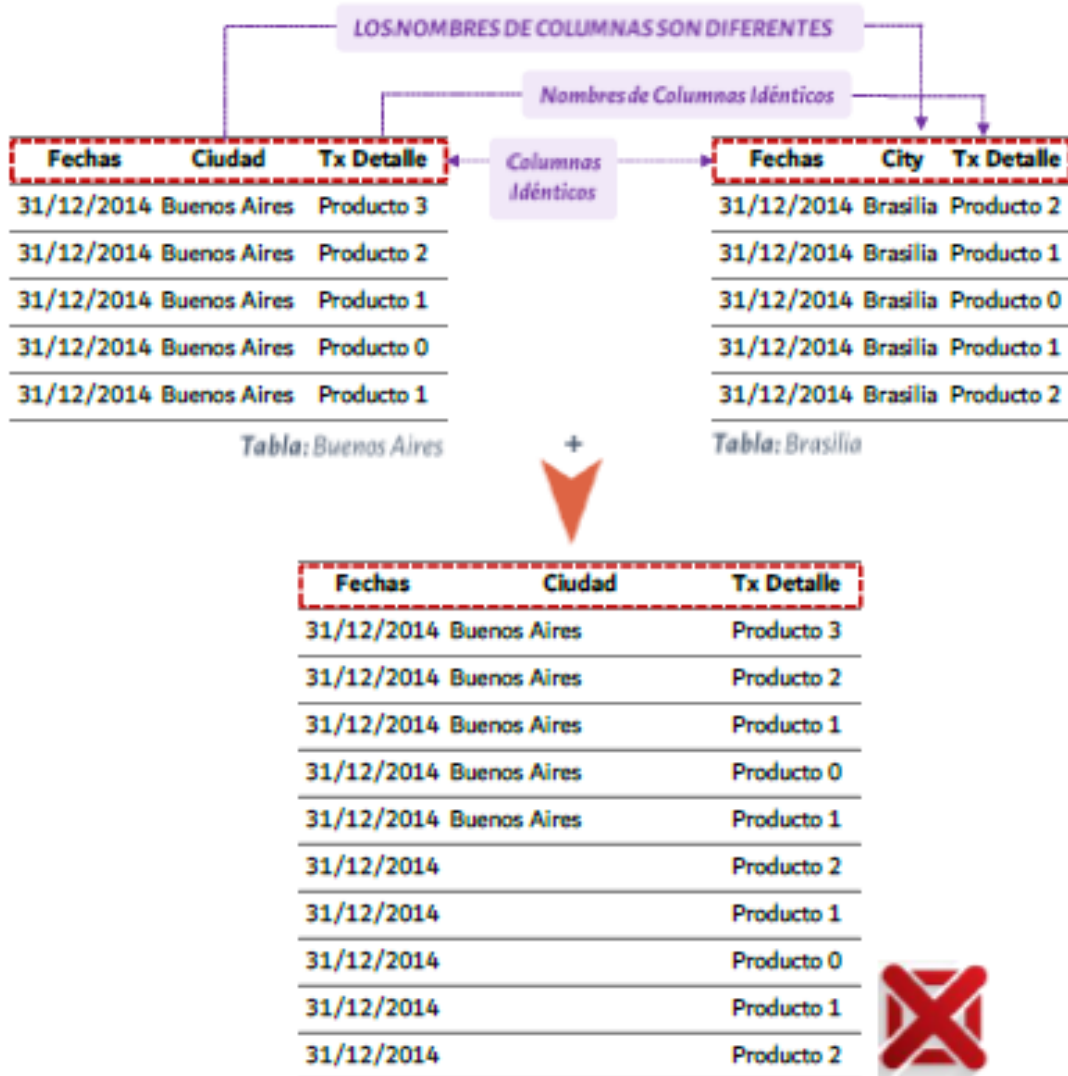 LOS NOMBRES DE COLUMNAS SON DIFERENTES
Nombres de Columnas Idénticos
Columnas
Idénticos
Fechas Ciudad Tx Detalle
31/12/2014 Buenos Aires Producto 3
31/12/2014 Buenos Aires Producto 2
31/12/2014 Buenos Aires Producto 1
31/12/2014 Buenos Aires Producto 0
31/12/2014 Buenos Aires Producto 1
Tabla: Buenos Aires
Fechas City Tx Detalle
31/12/2014 Brasilia Producto 2
31/12/2014 Brasilia Producto 1
31/12/2014 Brasilia Producto 0
31/12/2014 Brasilia Producto 1
31/12/2014 Brasilia Producto 2
Tabla: Brasilia
+
Fechas Ciudad Tx Detalle
31/12/2014 Buenos Aires Producto 3
31/12/2014 Buenos Aires Producto 2
31/12/2014 Buenos Aires Producto 1
31/12/2014 Buenos Aires Producto 0
31/12/2014 Buenos Aires Producto 1
31/12/2014 Producto 2
31/12/2014 Producto 1
31/12/2014 Producto 0
31/12/2014 Producto 1
31/12/2014 Producto 2